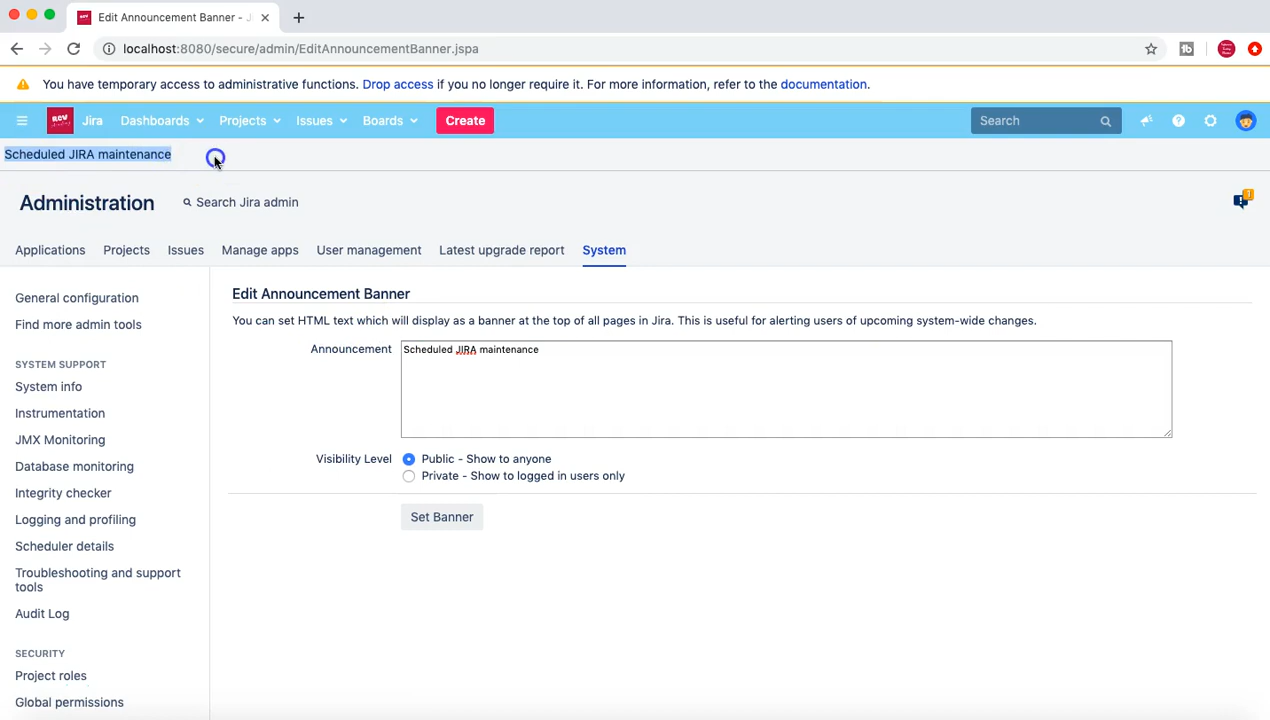 Edit Announcement Banner - J
localhost:8080/secure/admin/EditAnnouncementBanner.jspa
You have temporary access to administrative functions. Drop access if you no longer require it. For more information, refer to the documentation.
Jira Dashboards Projects Issues Boards Create Search
Scheduled JIRA maintenance
Administration Search Jira admin
1
Applications Projects Issues Manage apps User management Latest upgrade report System
General configuration
Find more admin tools
SYSTEM SUPPORT
System info
Instrumentation
JMX Monitoring
Database monitoring
Integrity checker
Logging and profiling
Scheduler details
Troubleshooting and support
tools
Audit Log
SECURITY
Project roles
Global permissions
Edit Announcement Banner
You can set HTML text which will display as a banner at the top of all pages in Jira. This is useful for alerting users of upcoming system-wide changes.
Announcement Scheduled JIRA maintenance
Visibility Level Public - Show to anyone
Private - Show to logged in users only
Set Banner